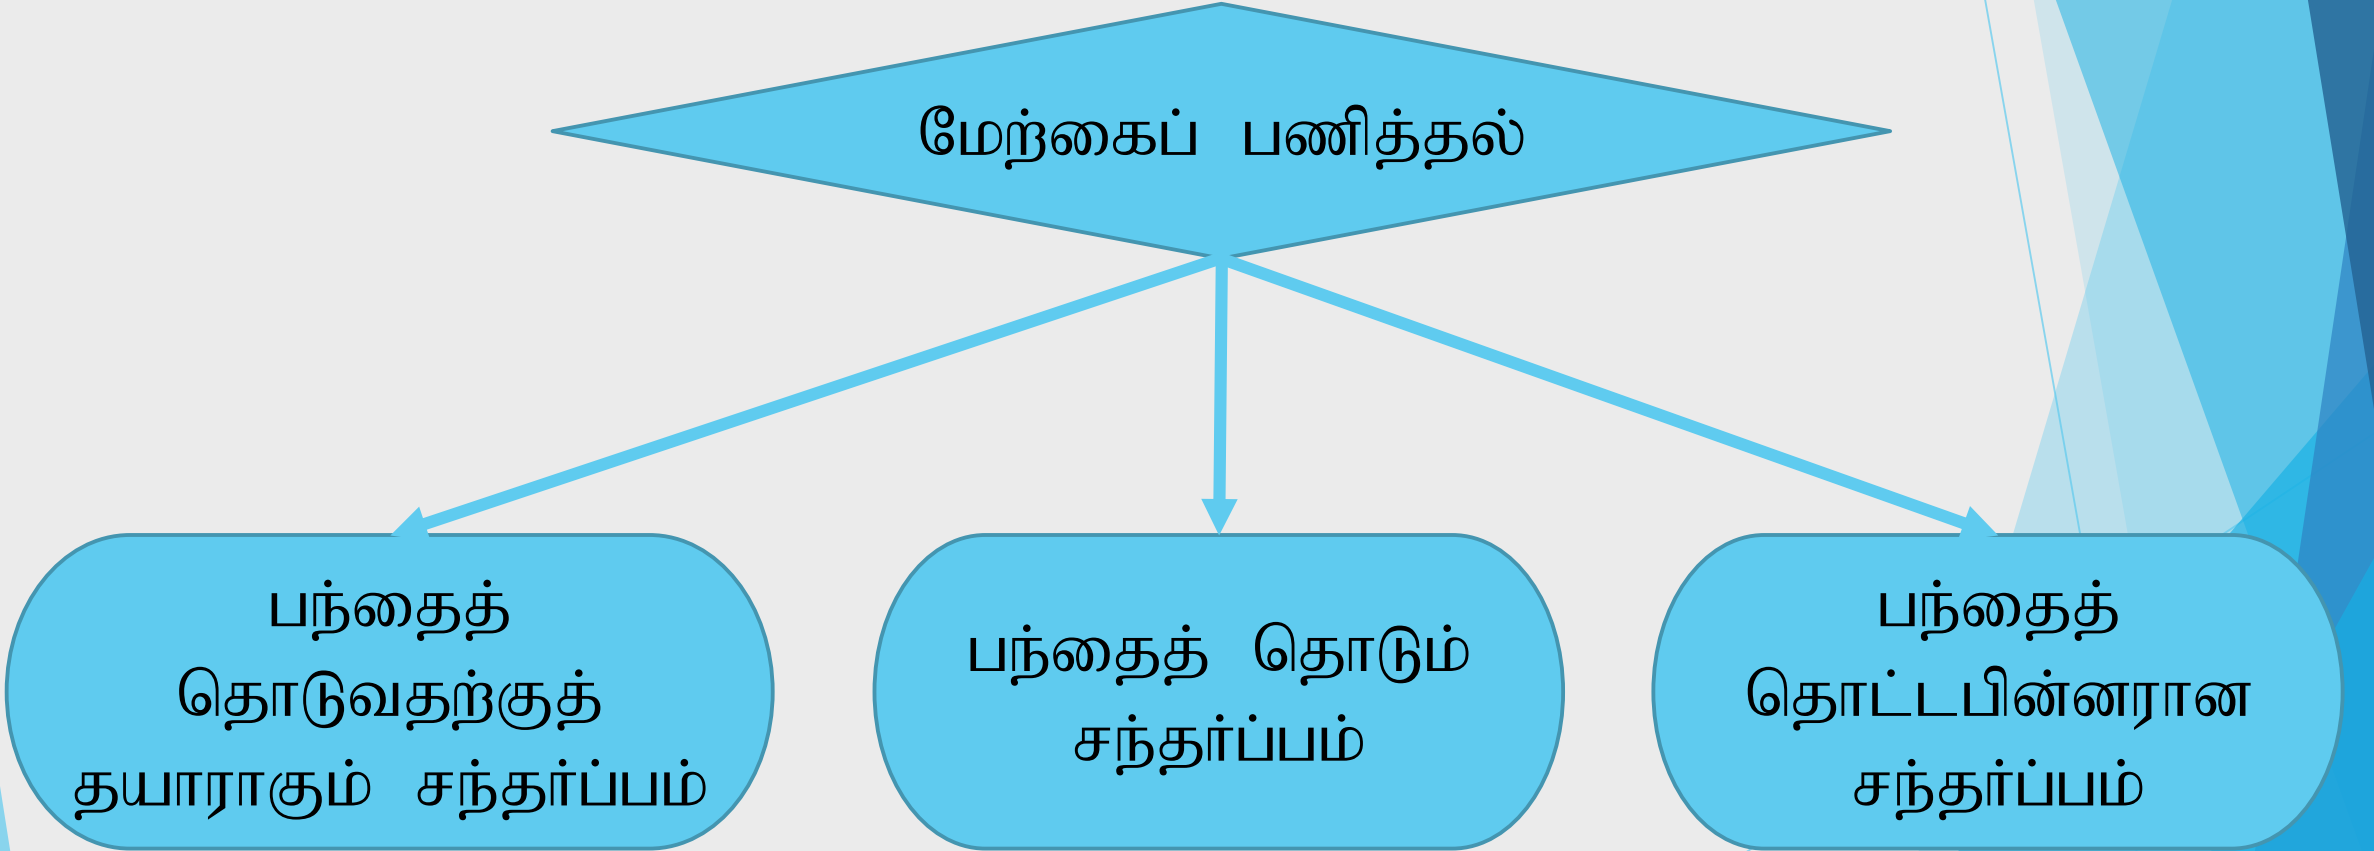 மேற்கைப் பணித்தல்
பந்தைத்
தொடுவதற்குத்
தயாராகும் சந்தர்ப்பம்
பந்தைத் தொடும்
சந்தர்ப்பம்
பந்தைத்
தொட்டபின்னரான
சந்தர்ப்பம்